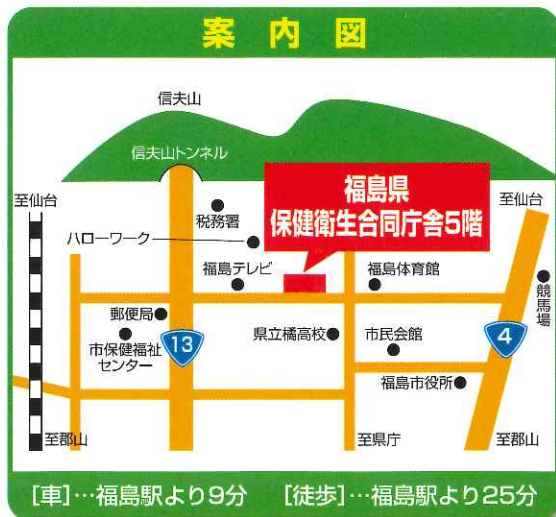 案内図
信夫山
信夫山トンネル
至仙台
税務署
福島県
保健衛生合同庁舎5階
至仙台
ハローワーク
福島テレビ
福島体育館
競馬場
郵便局
13
県立橘高校
市民会館
4
市保健福祉
センター
福島市役所
至郡山
至県庁
至郡山
[車]…福島駅より9分 [徒歩]…福島駅より25分